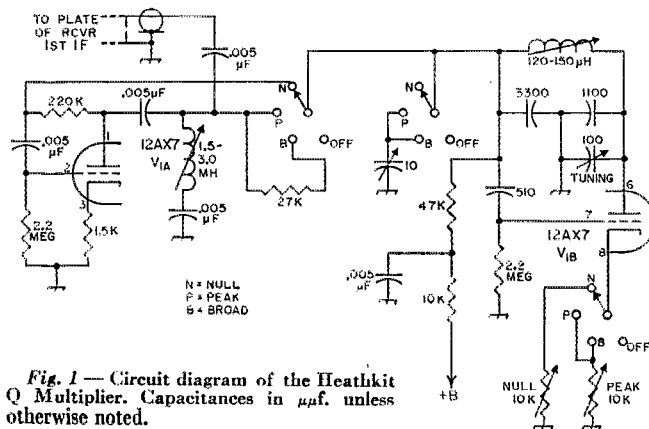 TO PLATE
OF RCVR
1ST IF
.005
µF
N
220K
.005µF
120-150µH
P
12AX7
V1A
1.5-
3.0
MH
B
OFF
N
P
B
OFF
3300
1100
100
TUNING
.005
µF
1
2
3
10
510
6
7
8
27K
47K
12AX7
V1B
2.2
MEG
1.5K
.005
µF
.005
µF
10K
2.2
MEG
N
P
B
OFF
N = NULL
P = PEAK
B = BROAD
+B
NULL
10K
PEAK
10K
Fig. 1 — Circuit diagram of the Heathkit
Q Multiplier. Capacitances in µµf. unless
otherwise noted.